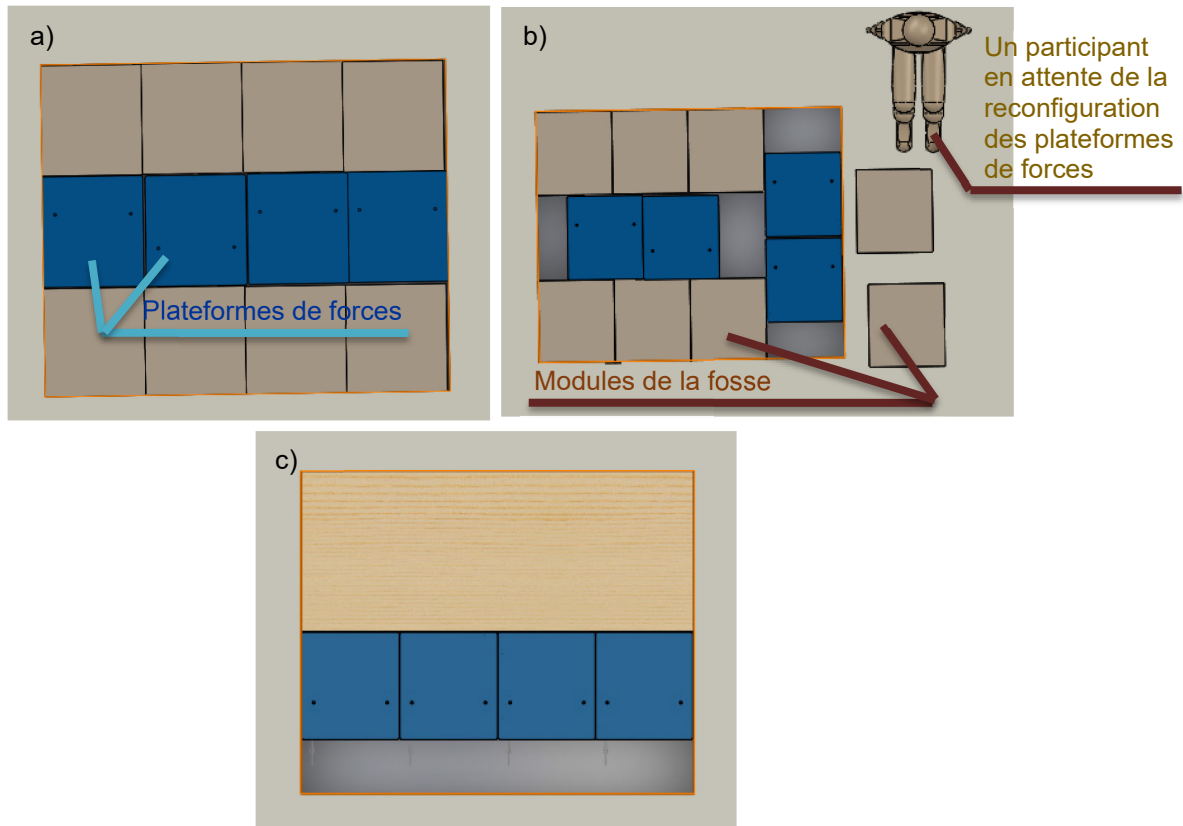 a)
Plateformes de forces
b)
Un participant
en attente de la
reconfiguration
des plateformes
de forces
Modules de la fosse
c)